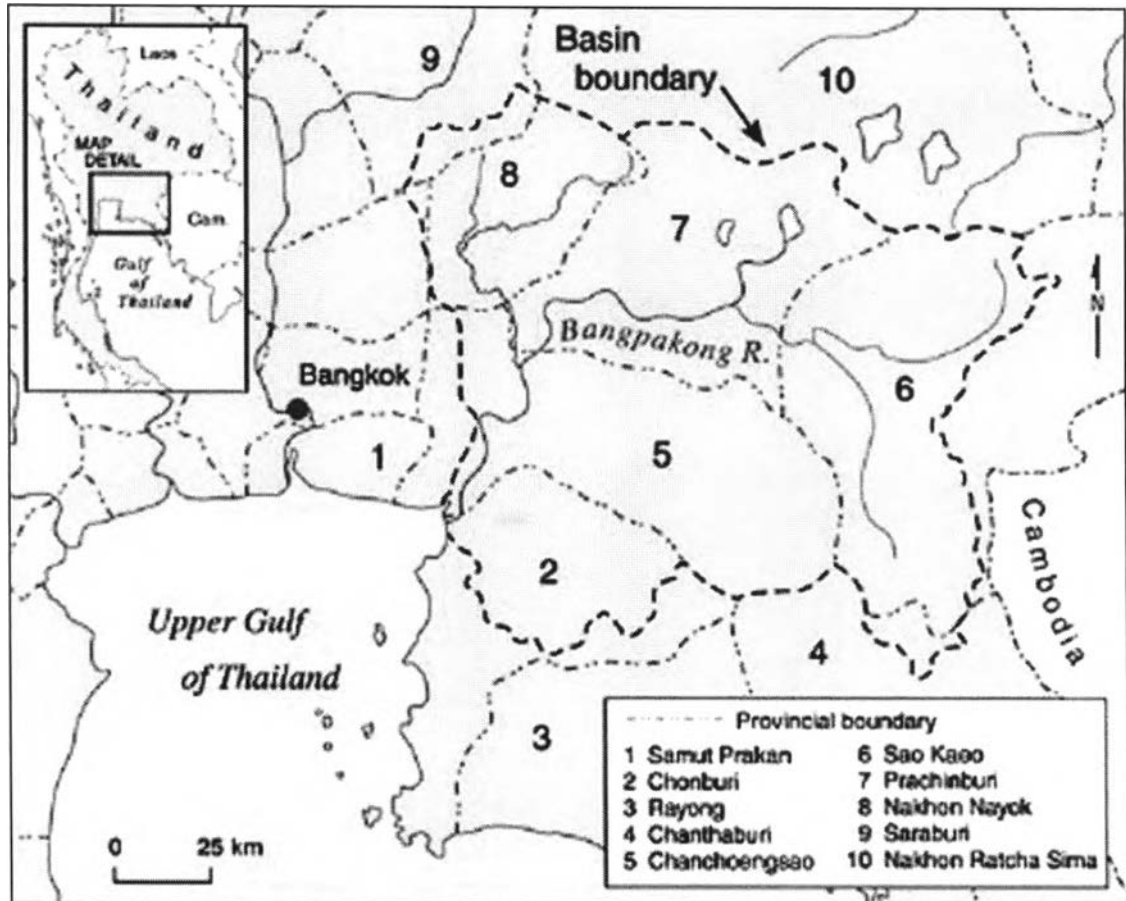 Laos
Thailand
MAP
DETAIL
Cam.
Gulf
of
Thailand
9
Basin
boundary
10
8
7
N
Bangpakong R.
Bangkok
6
1
5
Cambodia
2
Upper Gulf
of Thailand
4
3
Provincial boundary
1 Samut Prakan
2 Chonburi
3 Rayong
4 Chanthaburi
5 Chanchoengsao
6 Sao Kaeo
7 Prachinburi
8 Nakhon Nayok
9 Saraburi
10 Nakhon Ratcha Sima
0 25 km